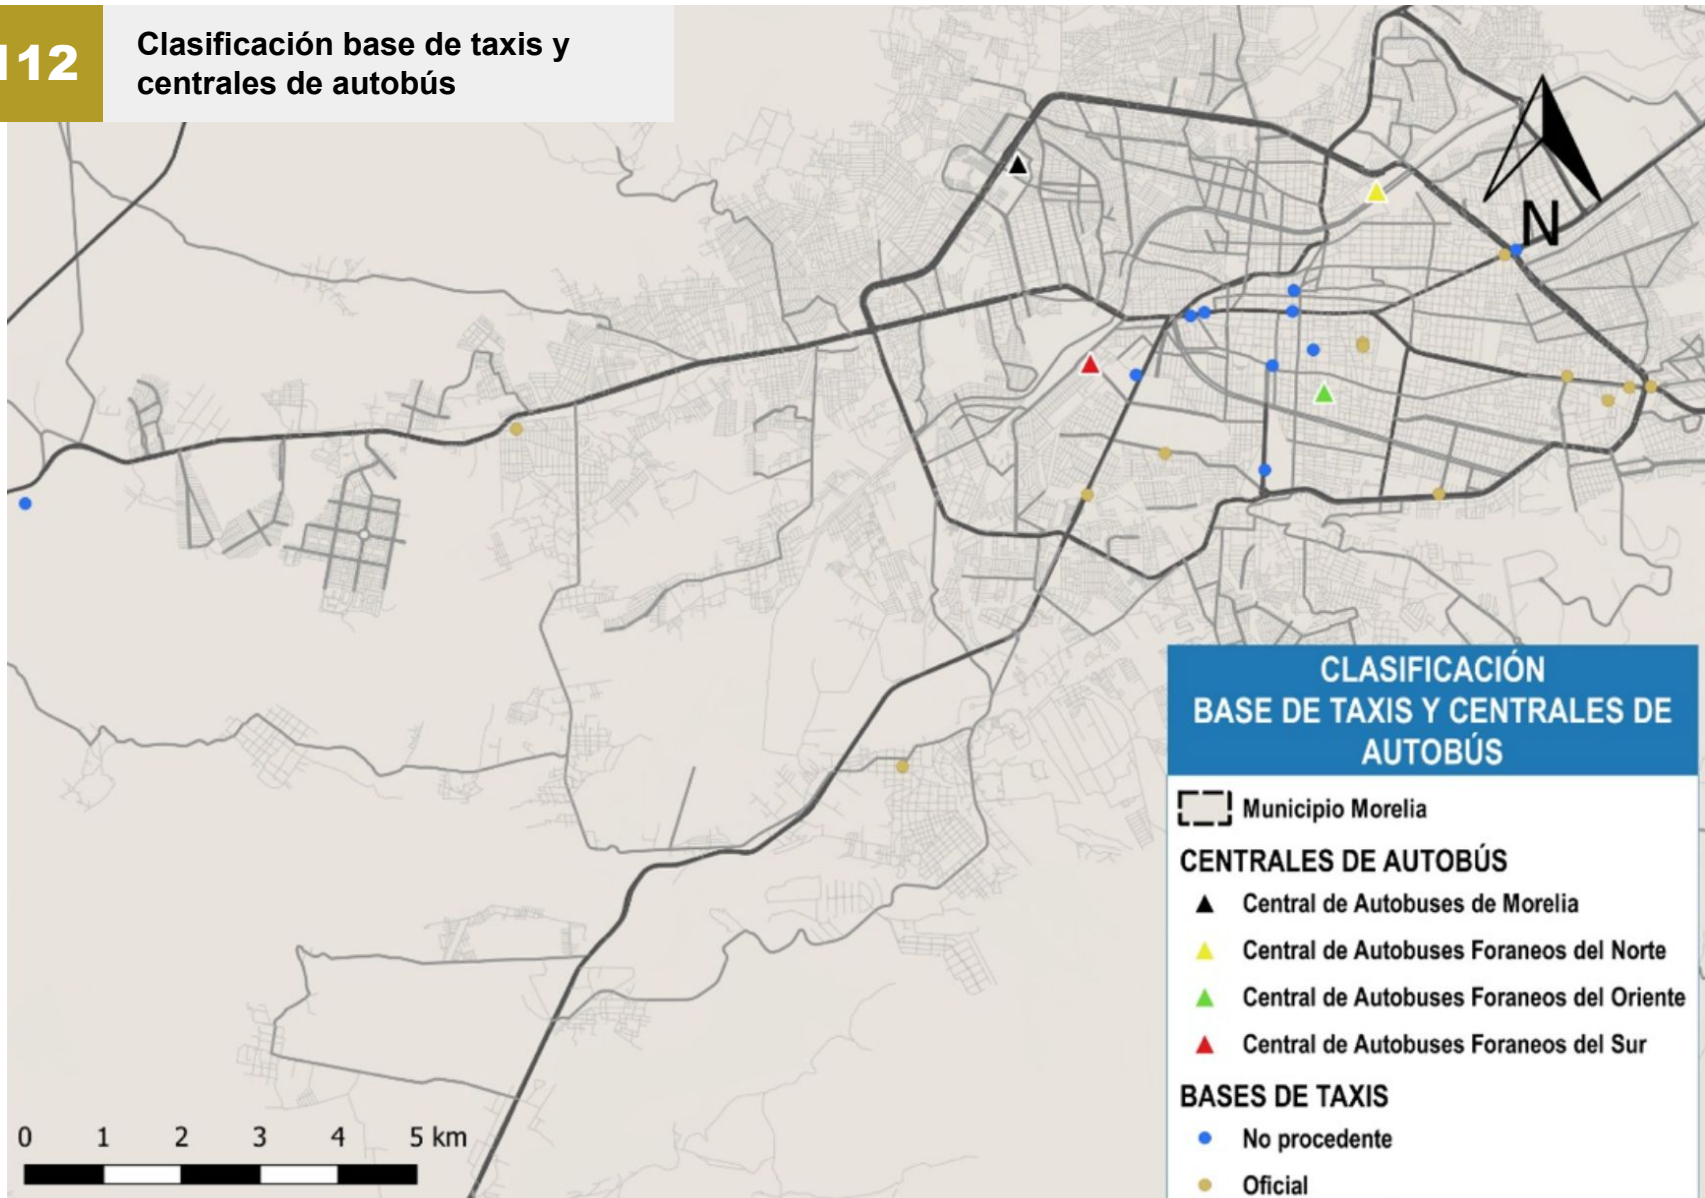 112
Clasificación base de taxis y
centrales de autobús
N
CLASIFICACIÓN
BASE DE TAXIS Y CENTRALES DE
AUTOBÚS
Municipio Morelia
CENTRALES DE AUTOBÚS
Central de Autobuses de Morelia
Central de Autobuses Foraneos del Norte
Central de Autobuses Foraneos del Oriente
Central de Autobuses Foraneos del Sur
BASES DE TAXIS
No procedente
Oficial
0 1 2 3 4 5 km